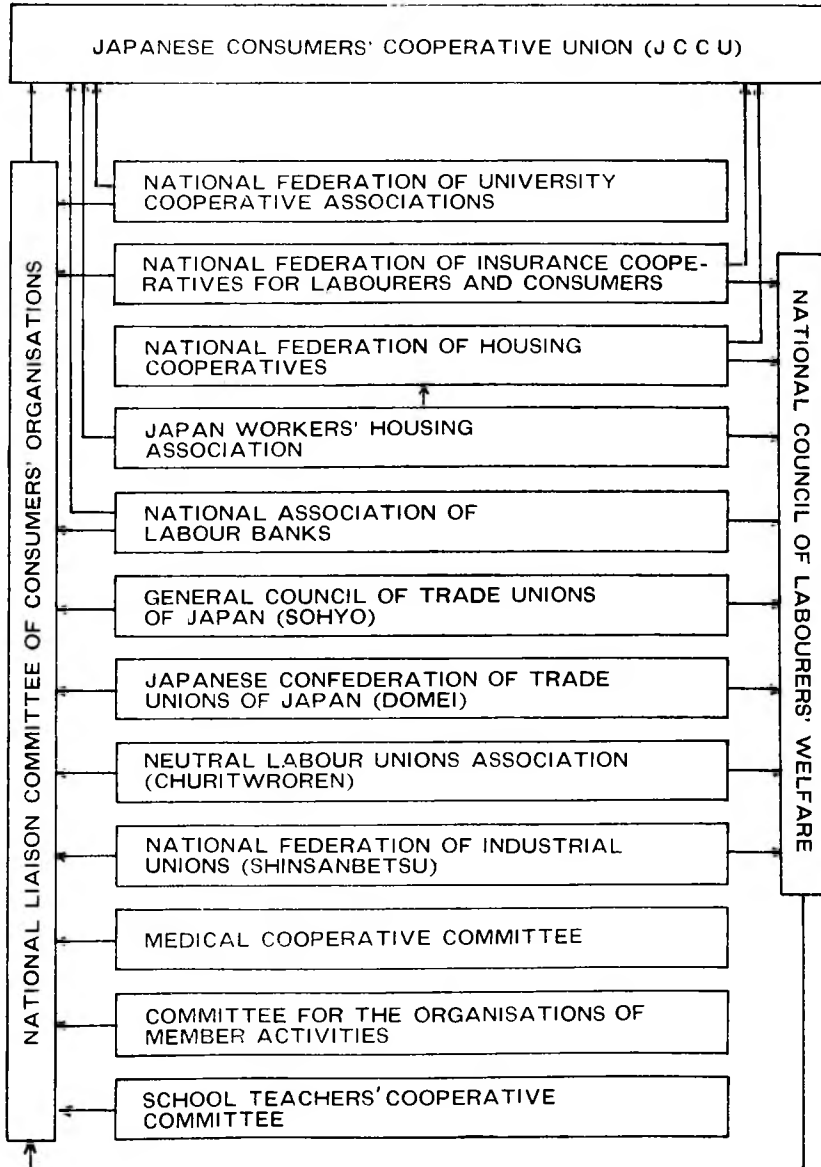 JAPANESE CONSUMERS' COOPERATIVE UNION (J C C U)
NATIONAL LIAISON COMMITTEE OF CONSUMERS' ORGANISATIONS
NATIONAL FEDERATION OF UNIVERSITY
COOPERATIVE ASSOCIATIONS
NATIONAL FEDERATION OF INSURANCE COOPE-
RATIVES FOR LABOURERS AND CONSUMERS
NATIONAL FEDERATION OF HOUSING
COOPERATIVES
JAPAN WORKERS' HOUSING
ASSOCIATION
NATIONAL ASSOCIATION OF
LABOUR BANKS
GENERAL COUNCIL OF TRADE UNIONS
OF JAPAN (SOHYO)
JAPANESE CONFEDERATION OF TRADE
UNIONS OF JAPAN (DOMEI)
NEUTRAL LABOUR UNIONS ASSOCIATION
(CHURITWROREN)
NATIONAL FEDERATION OF INDUSTRIAL
UNIONS (SHINSANBETSU)
MEDICAL COOPERATIVE COMMITTEE
COMMITTEE FOR THE ORGANISATIONS OF
MEMBER ACTIVITIES
SCHOOL TEACHERS' COOPERATIVE
COMMITTEE
NATIONAL COUNCIL OF LABOURERS' WELFARE